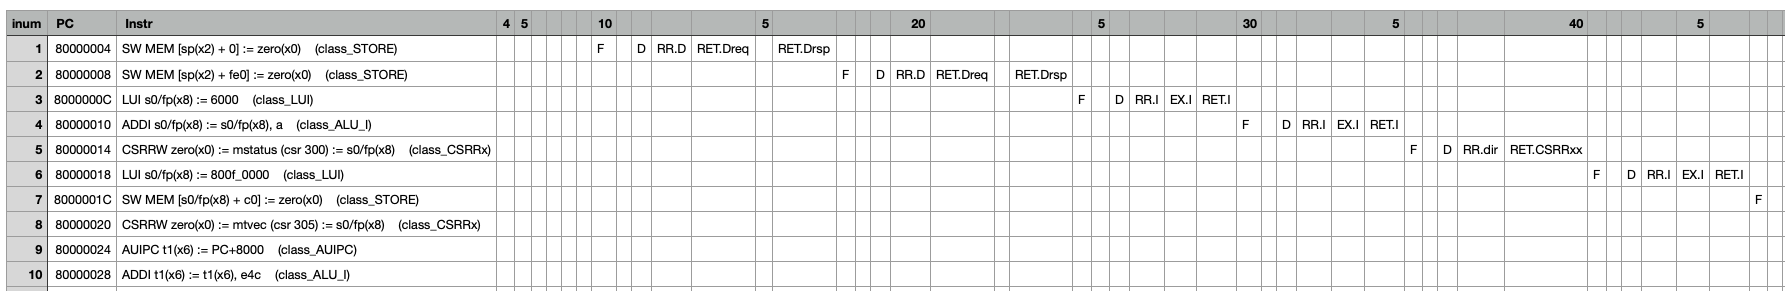 inum PC Instr 4 5 10 5 20 5 30 5 40 5
1 80000004 SW MEM [sp(x2) + 0] := zero(x0) (class_STORE) F D RR.D RET.Dreq RET.Drsp
2 80000008 SW MEM [sp(x2) + fe0] := zero(x0) (class_STORE) F D RR.D RET.Dreq RET.Drsp
3 8000000C LUI s0/fp(x8) := 6000 (class_LUI) F D RR.I EX.I RET.I
4 80000010 ADDI s0/fp(x8) := s0/fp(x8), a (class_ALU_I) F D RR.I EX.I RET.I
5 80000014 CSRRW zero(x0) := mstatus (csr 300) := s0/fp(x8) (class_CSRRx) F D RR.dir RET.CSRRxx
6 80000018 LUI s0/fp(x8) := 800f_0000 (class_LUI) F D RR.I EX.I RET.I
7 8000001C SW MEM [s0/fp(x8) + c0] := zero(x0) (class_STORE) F
8 80000020 CSRRW zero(x0) := mtvec (csr 305) := s0/fp(x8) (class_CSRRx)
9 80000024 AUIPC t1(x6) := PC+8000 (class_AUIPC)
10 80000028 ADDI t1(x6) := t1(x6), e4c (class_ALU_I)